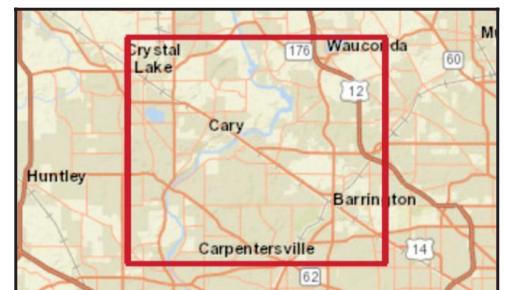 Crystal
Lake
176
Wauconda
M
60
12
Cary
Huntley
Barrington
Carpentersville
14
62